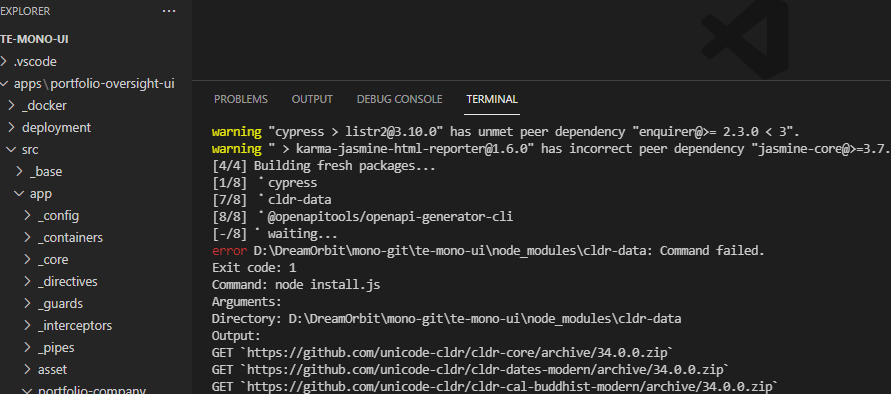 EXPLORER
TE-MONO-UI
.vscode
apps\portfolio-oversight-ui
_docker
deployment
src
_base
app
_config
_containers
_core
_directives
_guards
_interceptors
_pipes
asset
portfolio-company
PROBLEMS OUTPUT DEBUG CONSOLE TERMINAL
warning "cypress > listr2@3.10.0" has unmet peer dependency "enquirer@>= 2.3.0 < 3".
warning " > karma-jasmine-html-reporter@1.6.0" has incorrect peer dependency "jasmine-core@>=3.7.
[4/4] Building fresh packages...
[1/8] ⠁ cypress
[7/8] ⠁ cldr-data
[8/8] ⠁ @openapitools/openapi-generator-cli
[-/8] ⠁ waiting...
error D:\DreamOrbit\mono-git\te-mono-ui\node_modules\cldr-data: Command failed.
Exit code: 1
Command: node install.js
Arguments:
Directory: D:\DreamOrbit\mono-git\te-mono-ui\node_modules\cldr-data
Output:
GET `https://github.com/unicode-cldr/cldr-core/archive/34.0.0.zip`
GET `https://github.com/unicode-cldr/cldr-dates-modern/archive/34.0.0.zip`
GET `https://github.com/unicode-cldr/cldr-cal-buddhist-modern/archive/34.0.0.zip`